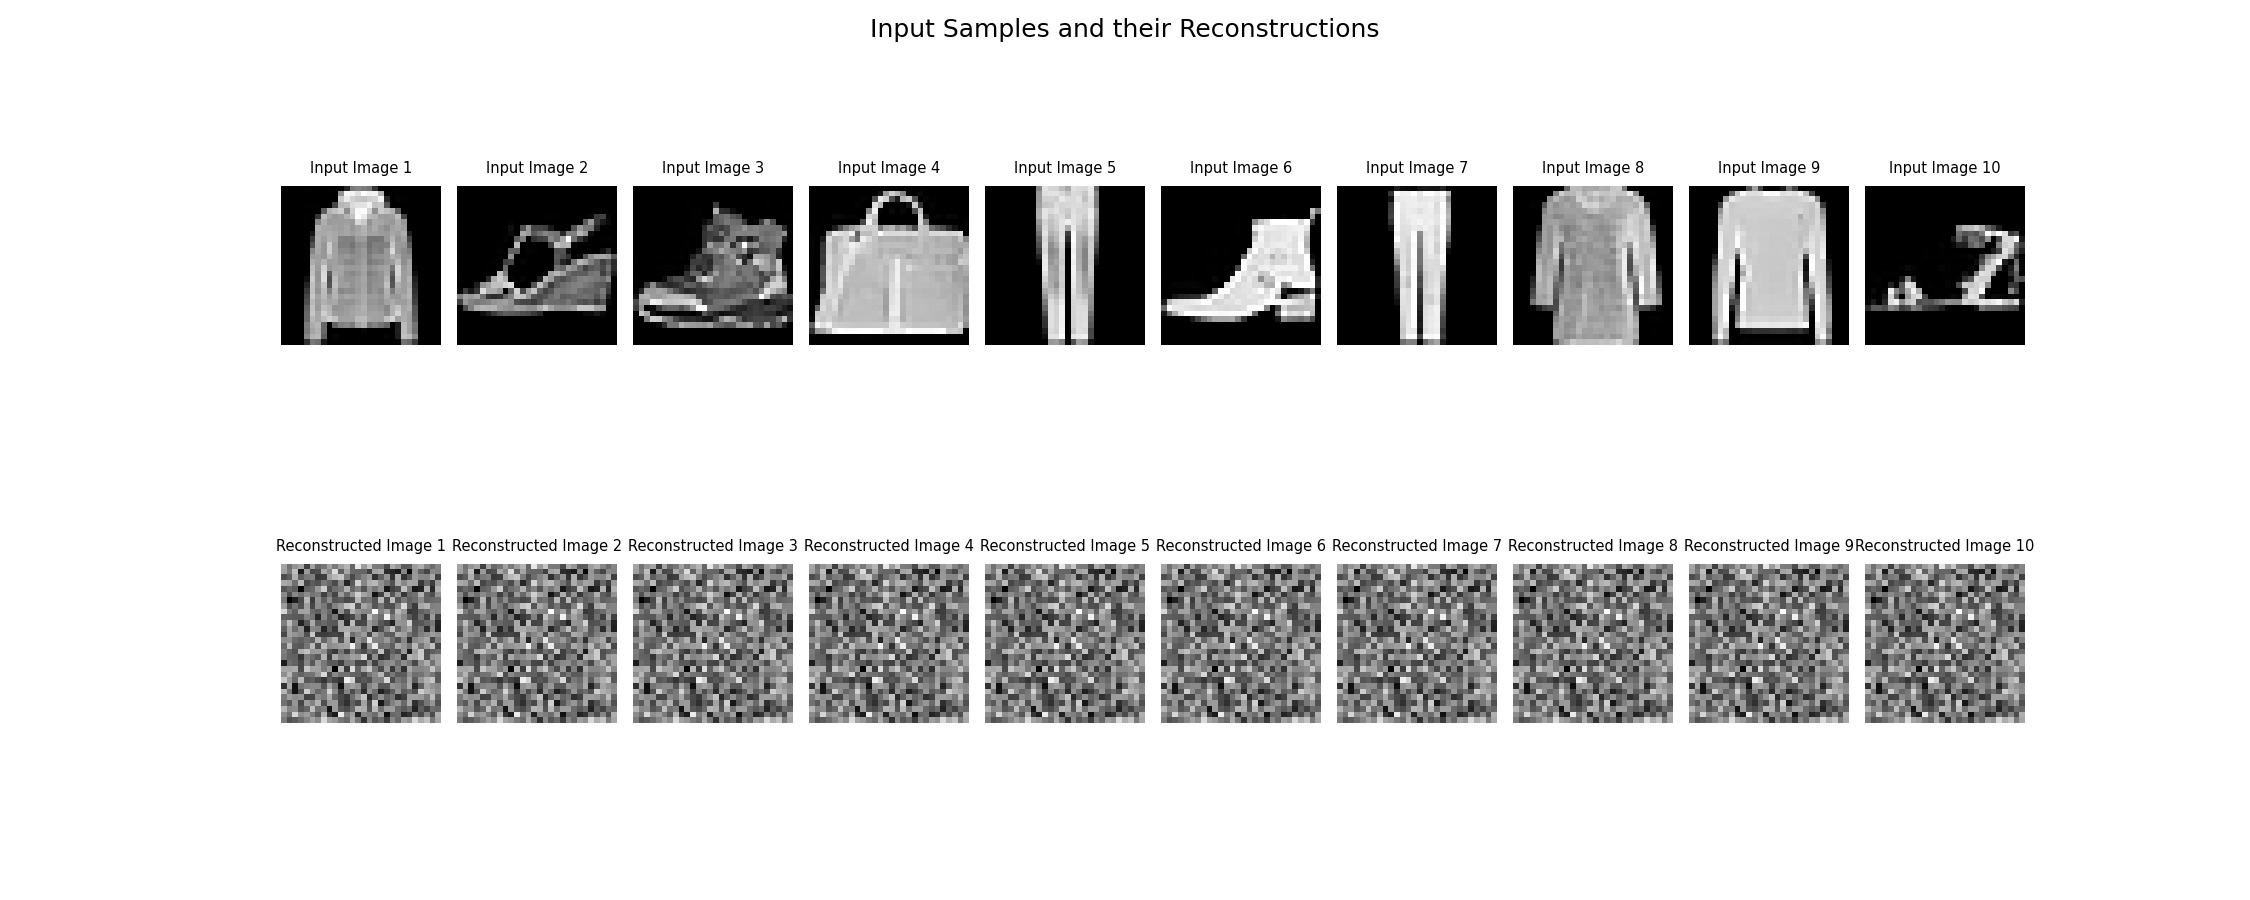 Input Samples and their Reconstructions
Input Image 1 Input Image 2 Input Image 3 Input Image 4 Input Image 5 Input Image 6 Input Image 7 Input Image 8 Input Image 9 Input Image 10
Reconstructed Image 1 Reconstructed Image 2 Reconstructed Image 3 Reconstructed Image 4 Reconstructed Image 5 Reconstructed Image 6 Reconstructed Image 7 Reconstructed Image 8 Reconstructed Image 9 Reconstructed Image 10